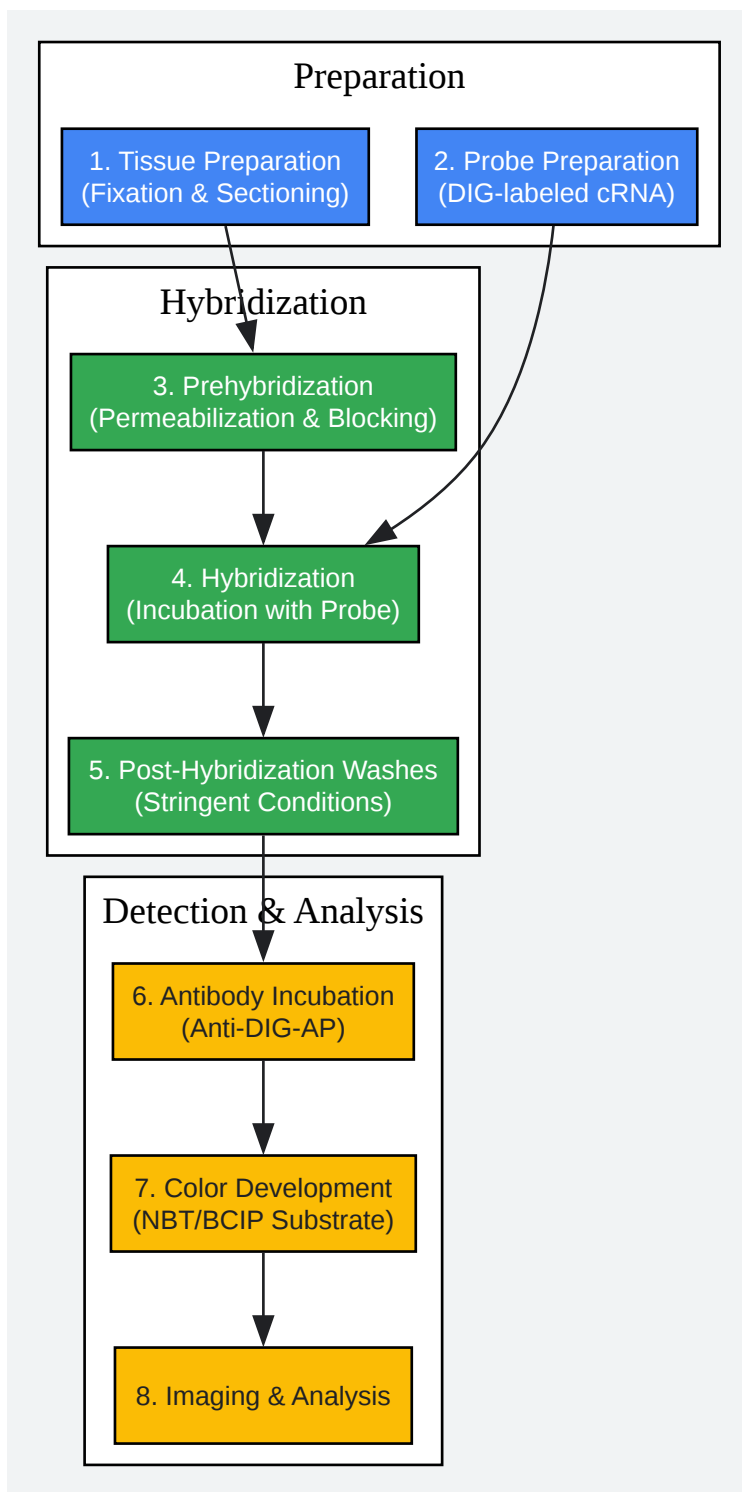 Preparation
1. Tissue Preparation
(Fixation & Sectioning)
2. Probe Preparation
(DIG-labeled cRNA)
Hybridization
3. Prehybridization
(Permeabilization & Blocking)
4. Hybridization
(Incubation with Probe)
5. Post-Hybridization Washes
(Stringent Conditions)
Detection & Analysis
6. Antibody Incubation
(Anti-DIG-AP)
7. Color Development
(NBT/BCIP Substrate)
8. Imaging & Analysis